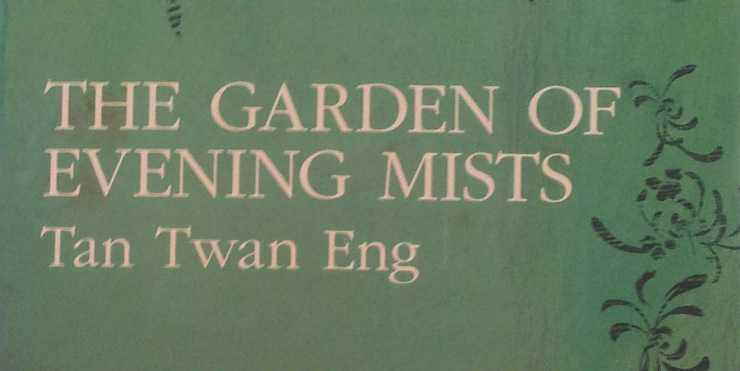 THE GARDEN OF
EVENING MISTS
Tan Twan Eng